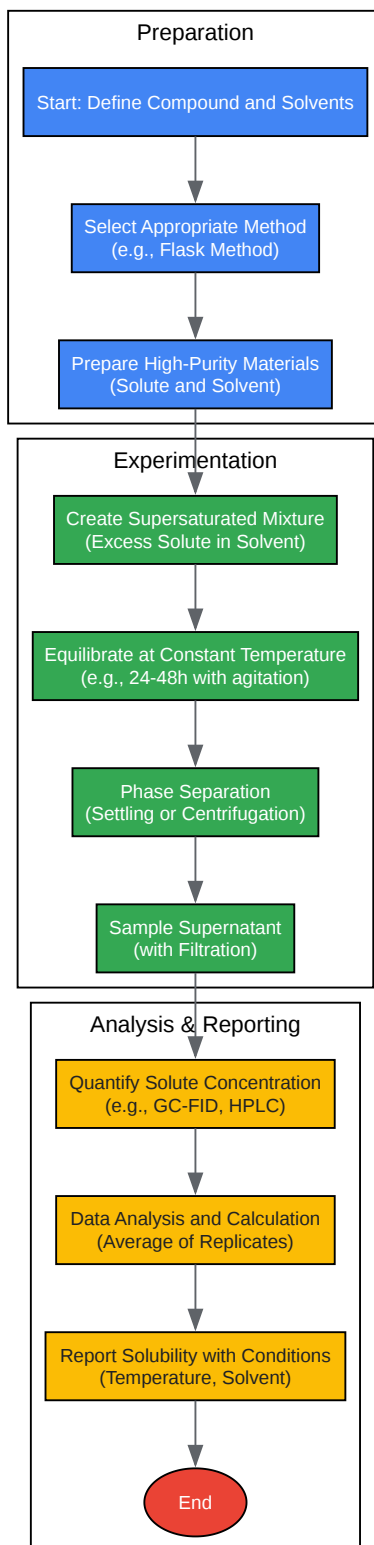 Preparation
Start: Define Compound and Solvents
Select Appropriate Method
(e.g., Flask Method)
Prepare High-Purity Materials
(Solute and Solvent)
Experimentation
Create Supersaturated Mixture
(Excess Solute in Solvent)
Equilibrate at Constant Temperature
(e.g., 24-48h with agitation)
Phase Separation
(Settling or Centrifugation)
Sample Supernatant
(with Filtration)
Analysis & Reporting
Quantify Solute Concentration
(e.g., GC-FID, HPLC)
Data Analysis and Calculation
(Average of Replicates)
Report Solubility with Conditions
(Temperature, Solvent)
End